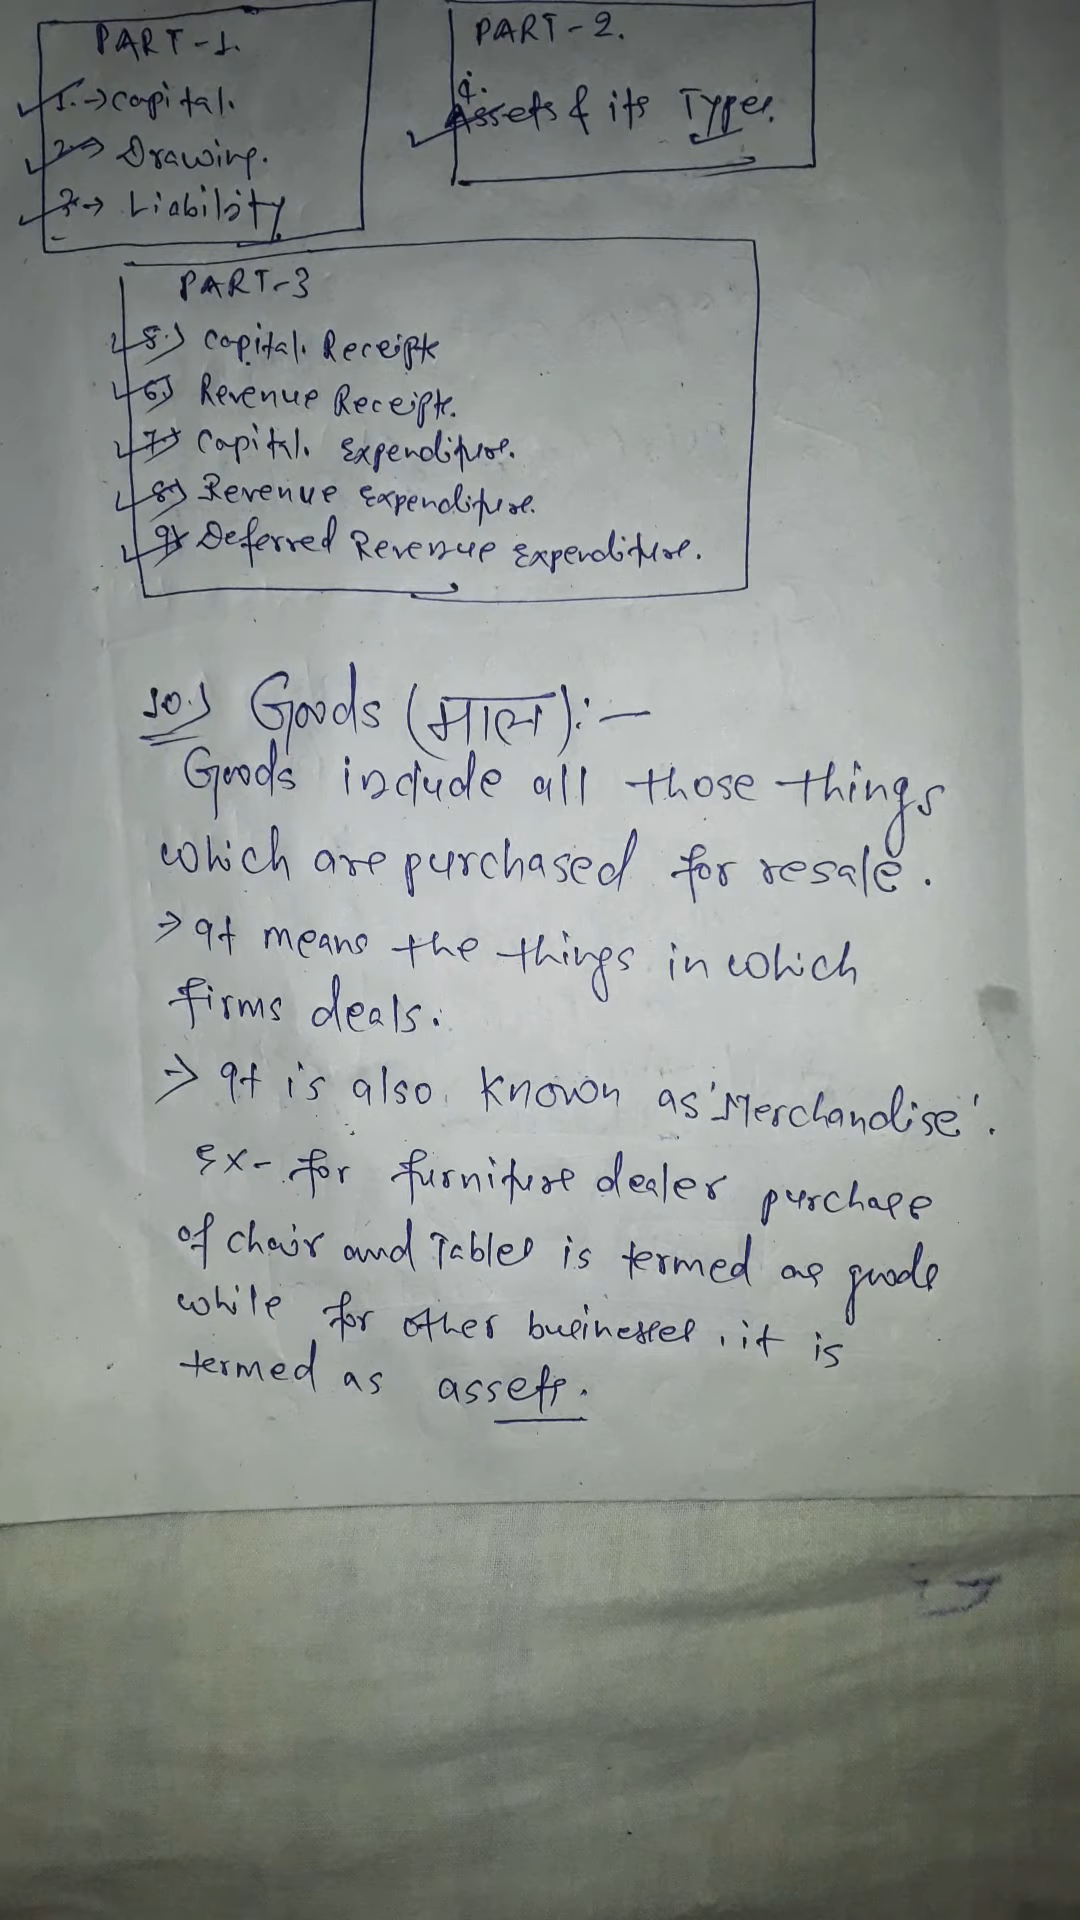 PART-1.
1.→ Capital.
2.→ Drawing.
3.→ Liability
PART-2.
4.
Assets & its Types.
PART-3
5.) Capital Receipts
6.) Revenue Receipts.
7.) Capital Expenditure.
8.) Revenue Expenditure.
9.) Deferred Revenue Expenditure.
10.) Goods (माल):-
Goods include all those things
which are purchased for resale.
→ It means the things in which
firms deals.
→ It is also known as 'Merchandise'.
Ex- for furniture dealer purchase
of chair and Tables is termed as goods
while for other businesses, it is
termed as assets.